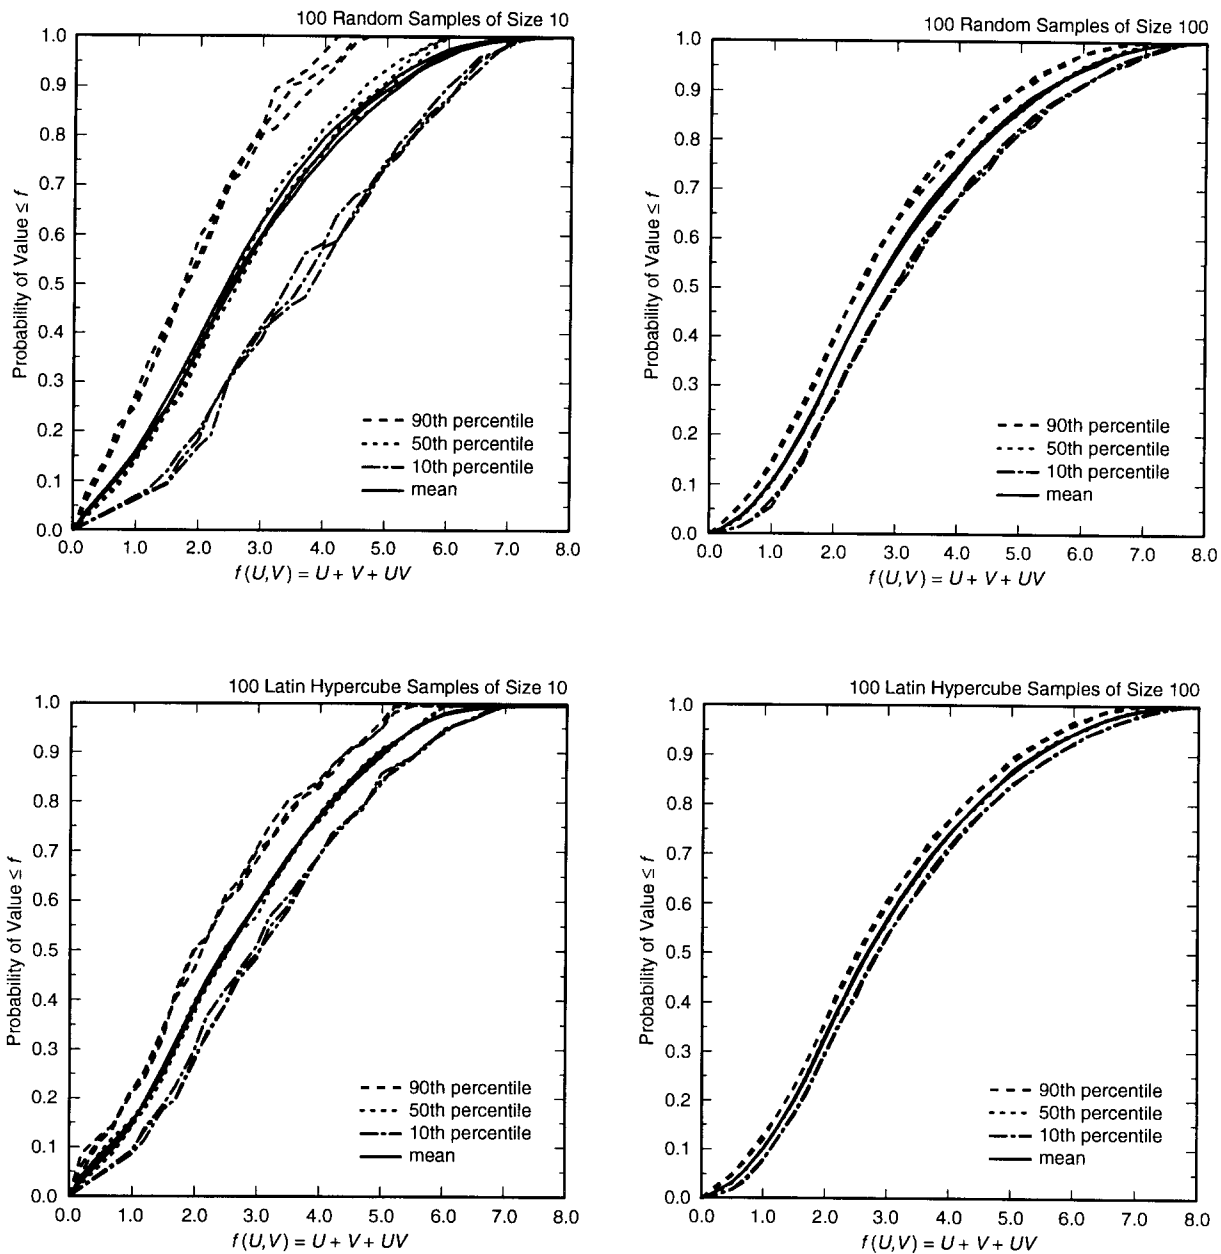 100 Random Samples of Size 10
1.0
0.9
0.8
0.7
0.6
0.5
0.4
0.3
0.2
0.1
0.0
Probability of Value ≤ f
90th percentile
50th percentile
10th percentile
mean
0.0 1.0 2.0 3.0 4.0 5.0 6.0 7.0 8.0
f (U,V) = U + V + UV
100 Random Samples of Size 100
1.0
0.9
0.8
0.7
0.6
0.5
0.4
0.3
0.2
0.1
0.0
Probability of Value ≤ f
90th percentile
50th percentile
10th percentile
mean
0.0 1.0 2.0 3.0 4.0 5.0 6.0 7.0 8.0
f (U,V) = U + V + UV
100 Latin Hypercube Samples of Size 10
1.0
0.9
0.8
0.7
0.6
0.5
0.4
0.3
0.2
0.1
0.0
Probability of Value ≤ f
90th percentile
50th percentile
10th percentile
mean
0.0 1.0 2.0 3.0 4.0 5.0 6.0 7.0 8.0
f (U,V) = U + V + UV
100 Latin Hypercube Samples of Size 100
1.0
0.9
0.8
0.7
0.6
0.5
0.4
0.3
0.2
0.1
0.0
Probability of Value ≤ f
90th percentile
50th percentile
10th percentile
mean
0.0 1.0 2.0 3.0 4.0 5.0 6.0 7.0 8.0
f (U,V) = U + V + UV